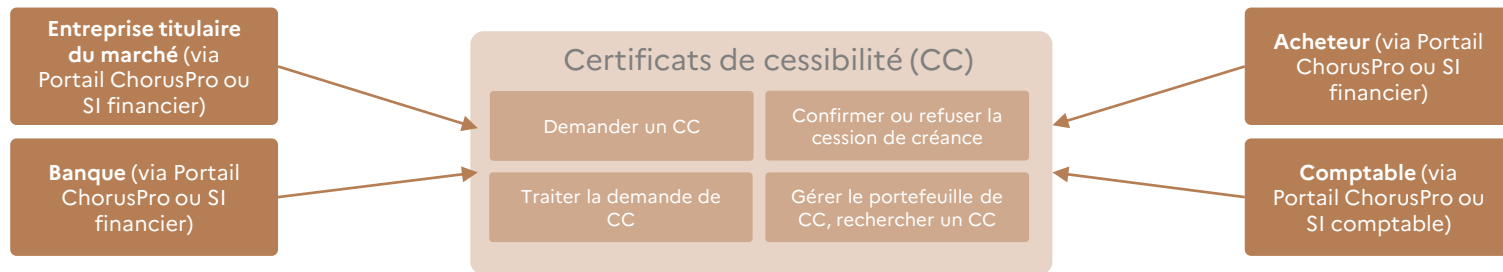 Entreprise titulaire
du marché (via
Portail ChorusPro ou
SI financier)
Banque (via Portail
ChorusPro ou SI
financier)
Certificats de cessibilité (CC)
Demander un CC
Confirmer ou refuser la
cession de créance
Traiter la demande de
CC
Gérer le portefeuille de
CC, rechercher un CC
Acheteur (via Portail
ChorusPro ou SI
financier)
Comptable (via
Portail ChorusPro ou
SI comptable)